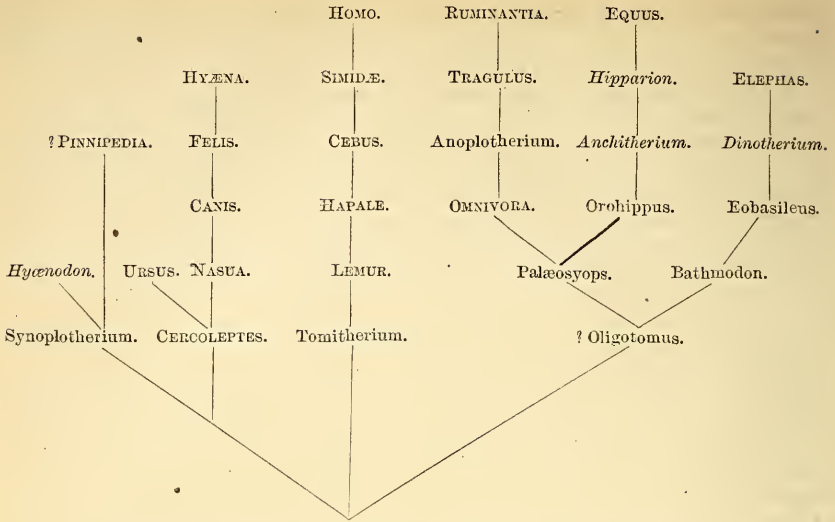 HOMO. RUMINANTIA. EQUUS.
HYÆNA. SIMIDÆ. TRAGULUS. Hipparion. ELEPHAS.
? PINNIPEDIA. FELIS. CEBUS. Anoplotherium. Anchitherium. Dinotherium.
CANIS. HAPALE. OMNIVORA. Orohippus. Eobasileus.
Hyænodon. URSUS. NASUA. LEMUR. Palæosyops. Bathmodon.
Synoplotherium. CERCOLEPTES. Tomitherium. ? Oligotomus.